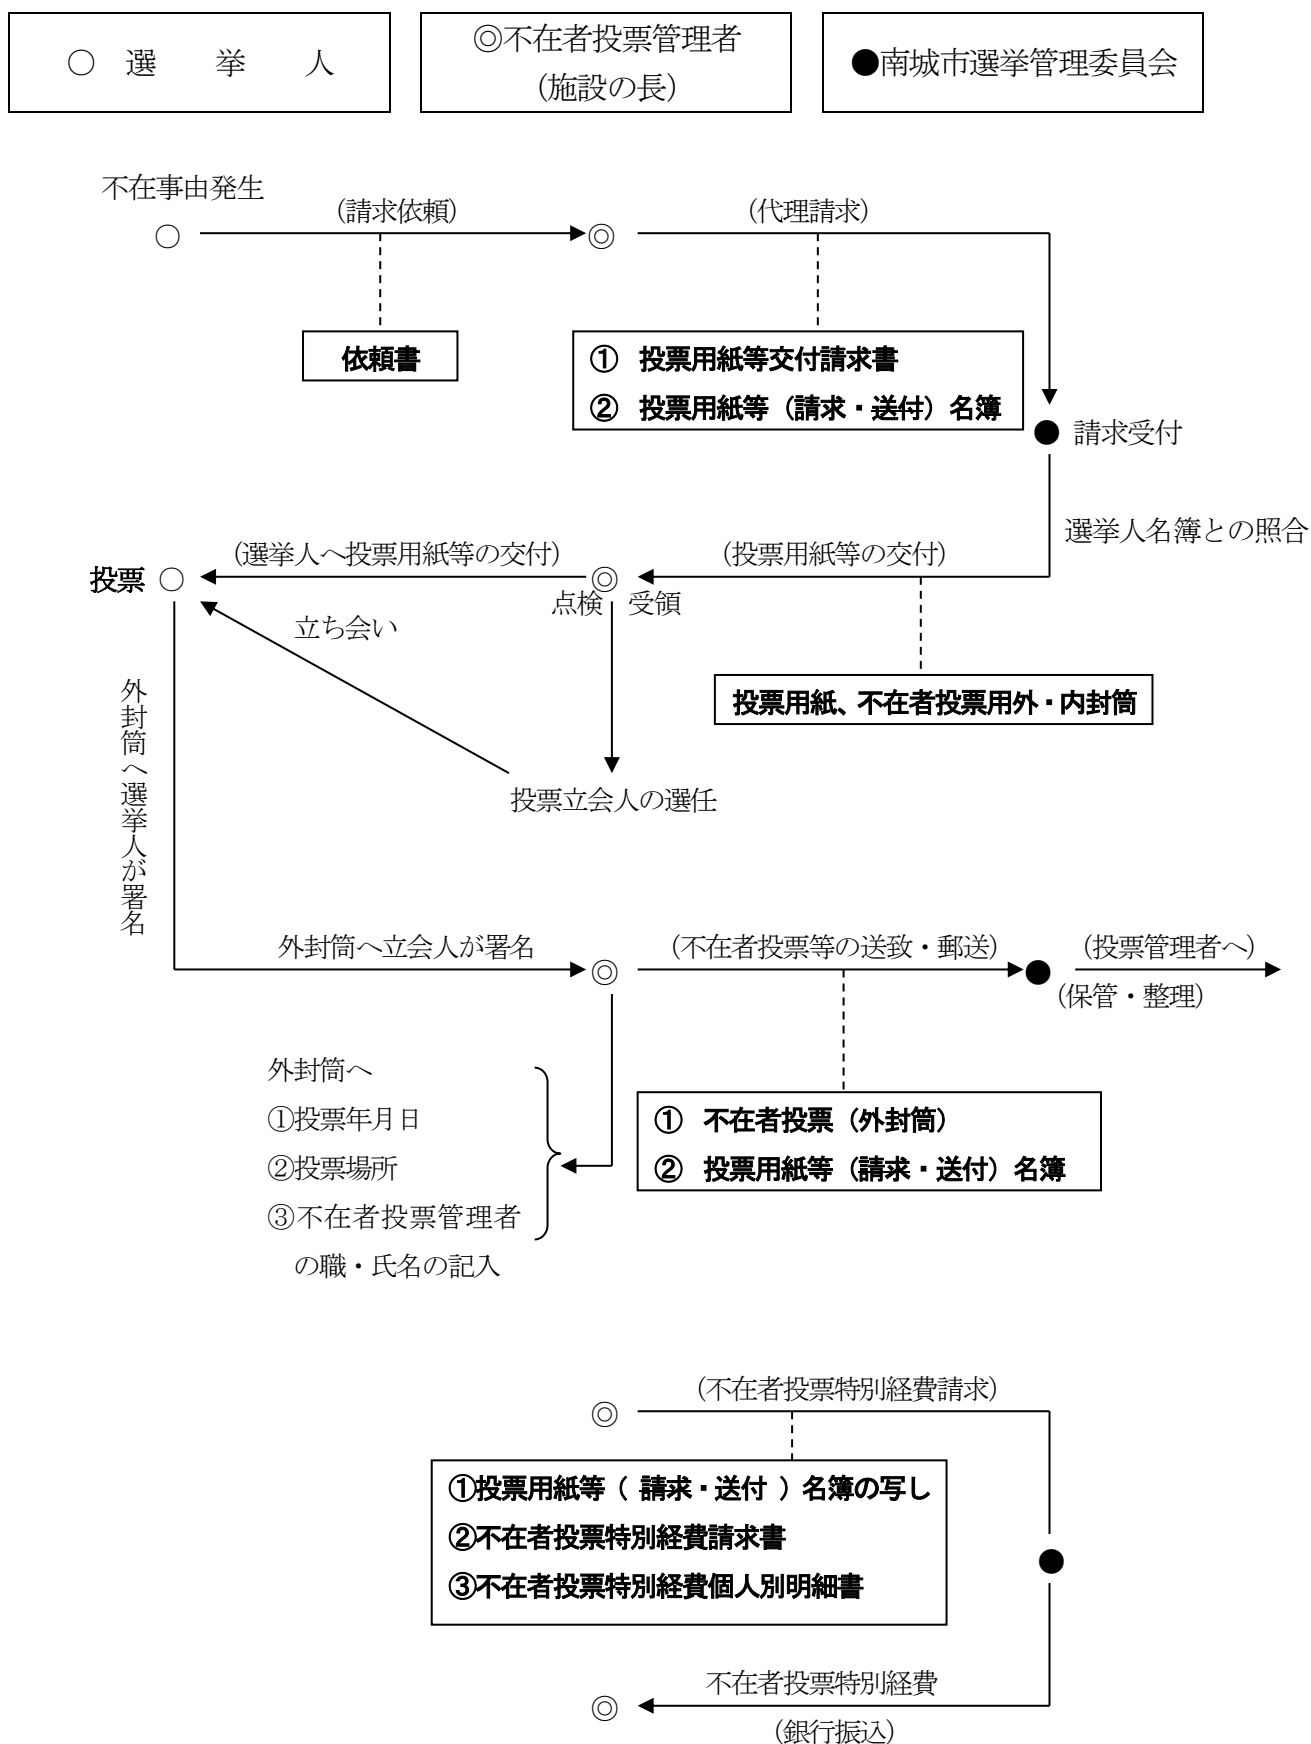 ○ 選 挙 人
◎不在者投票管理者
(施設の長)
●南城市選挙管理委員会
不在事由発生
(請求依頼)
(代理請求)
○
◎
依頼書
① 投票用紙等交付請求書
② 投票用紙等（請求・送付）名簿
● 請求受付
選挙人名簿との照合
(選挙人へ投票用紙等の交付)
(投票用紙等の交付)
投票 ○
◎
点検 受領
立ち会い
投票用紙、不在者投票用外・内封筒
外封筒へ選挙人が署名
投票立会人の選任
外封筒へ立会人が署名
(不在者投票等の送致・郵送)
(投票管理者へ)
◎
●
(保管・整理)
外封筒へ
①投票年月日
②投票場所
③不在者投票管理者
の職・氏名の記入
① 不在者投票（外封筒）
② 投票用紙等（請求・送付）名簿
(不在者投票特別経費請求)
◎
①投票用紙等（ 請求・送付 ）名簿の写し
②不在者投票特別経費請求書
③不在者投票特別経費個人別明細書
●
不在者投票特別経費
◎
(銀行振込)